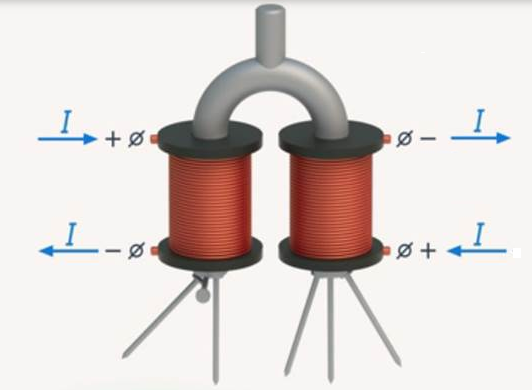 I + ∅ ∅ − I
I − ∅ ∅ + I